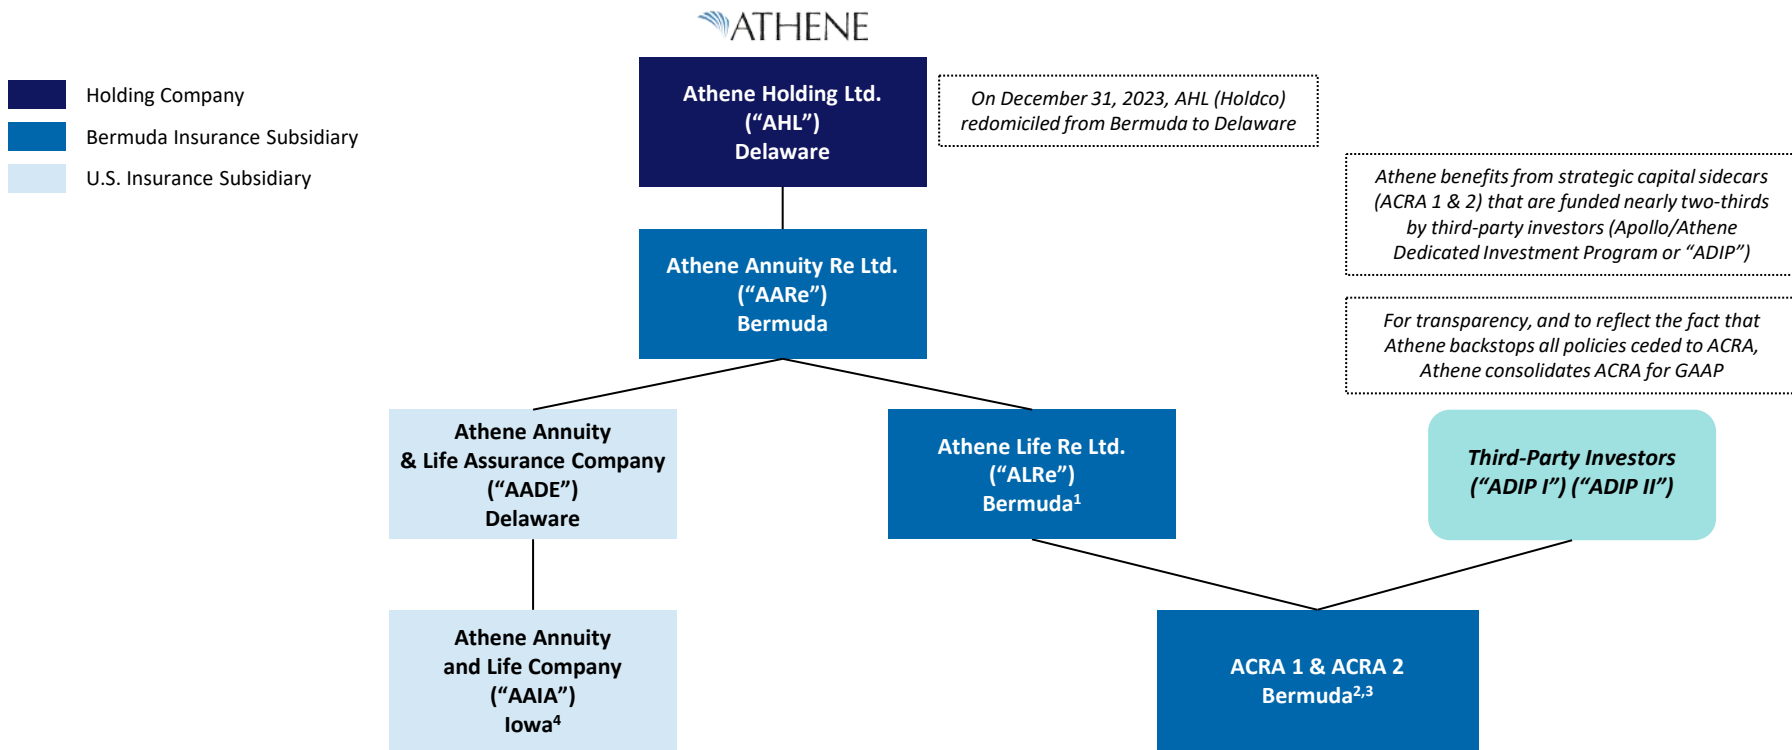 ATHENE
Holding Company
Bermuda Insurance Subsidiary
U.S. Insurance Subsidiary
Athene Holding Ltd.
(“AHL”)
Delaware
On December 31, 2023, AHL (Holdco)
redomiciled from Bermuda to Delaware
Athene benefits from strategic capital sidecars
(ACRA 1 & 2) that are funded nearly two-thirds
by third-party investors (Apollo/Athene
Dedicated Investment Program or “ADIP”)
Athene Annuity Re Ltd.
(“AARe”)
Bermuda
For transparency, and to reflect the fact that
Athene backstops all policies ceded to ACRA,
Athene consolidates ACRA for GAAP
Athene Annuity
& Life Assurance Company
(“AADE”)
Delaware
Athene Life Re Ltd.
(“ALRe”)
Bermuda¹
Third-Party Investors
(“ADIP I”) (“ADIP II”)
Athene Annuity
and Life Company
(“AAIA”)
Iowa⁴
ACRA 1 & ACRA 2
Bermuda²,³